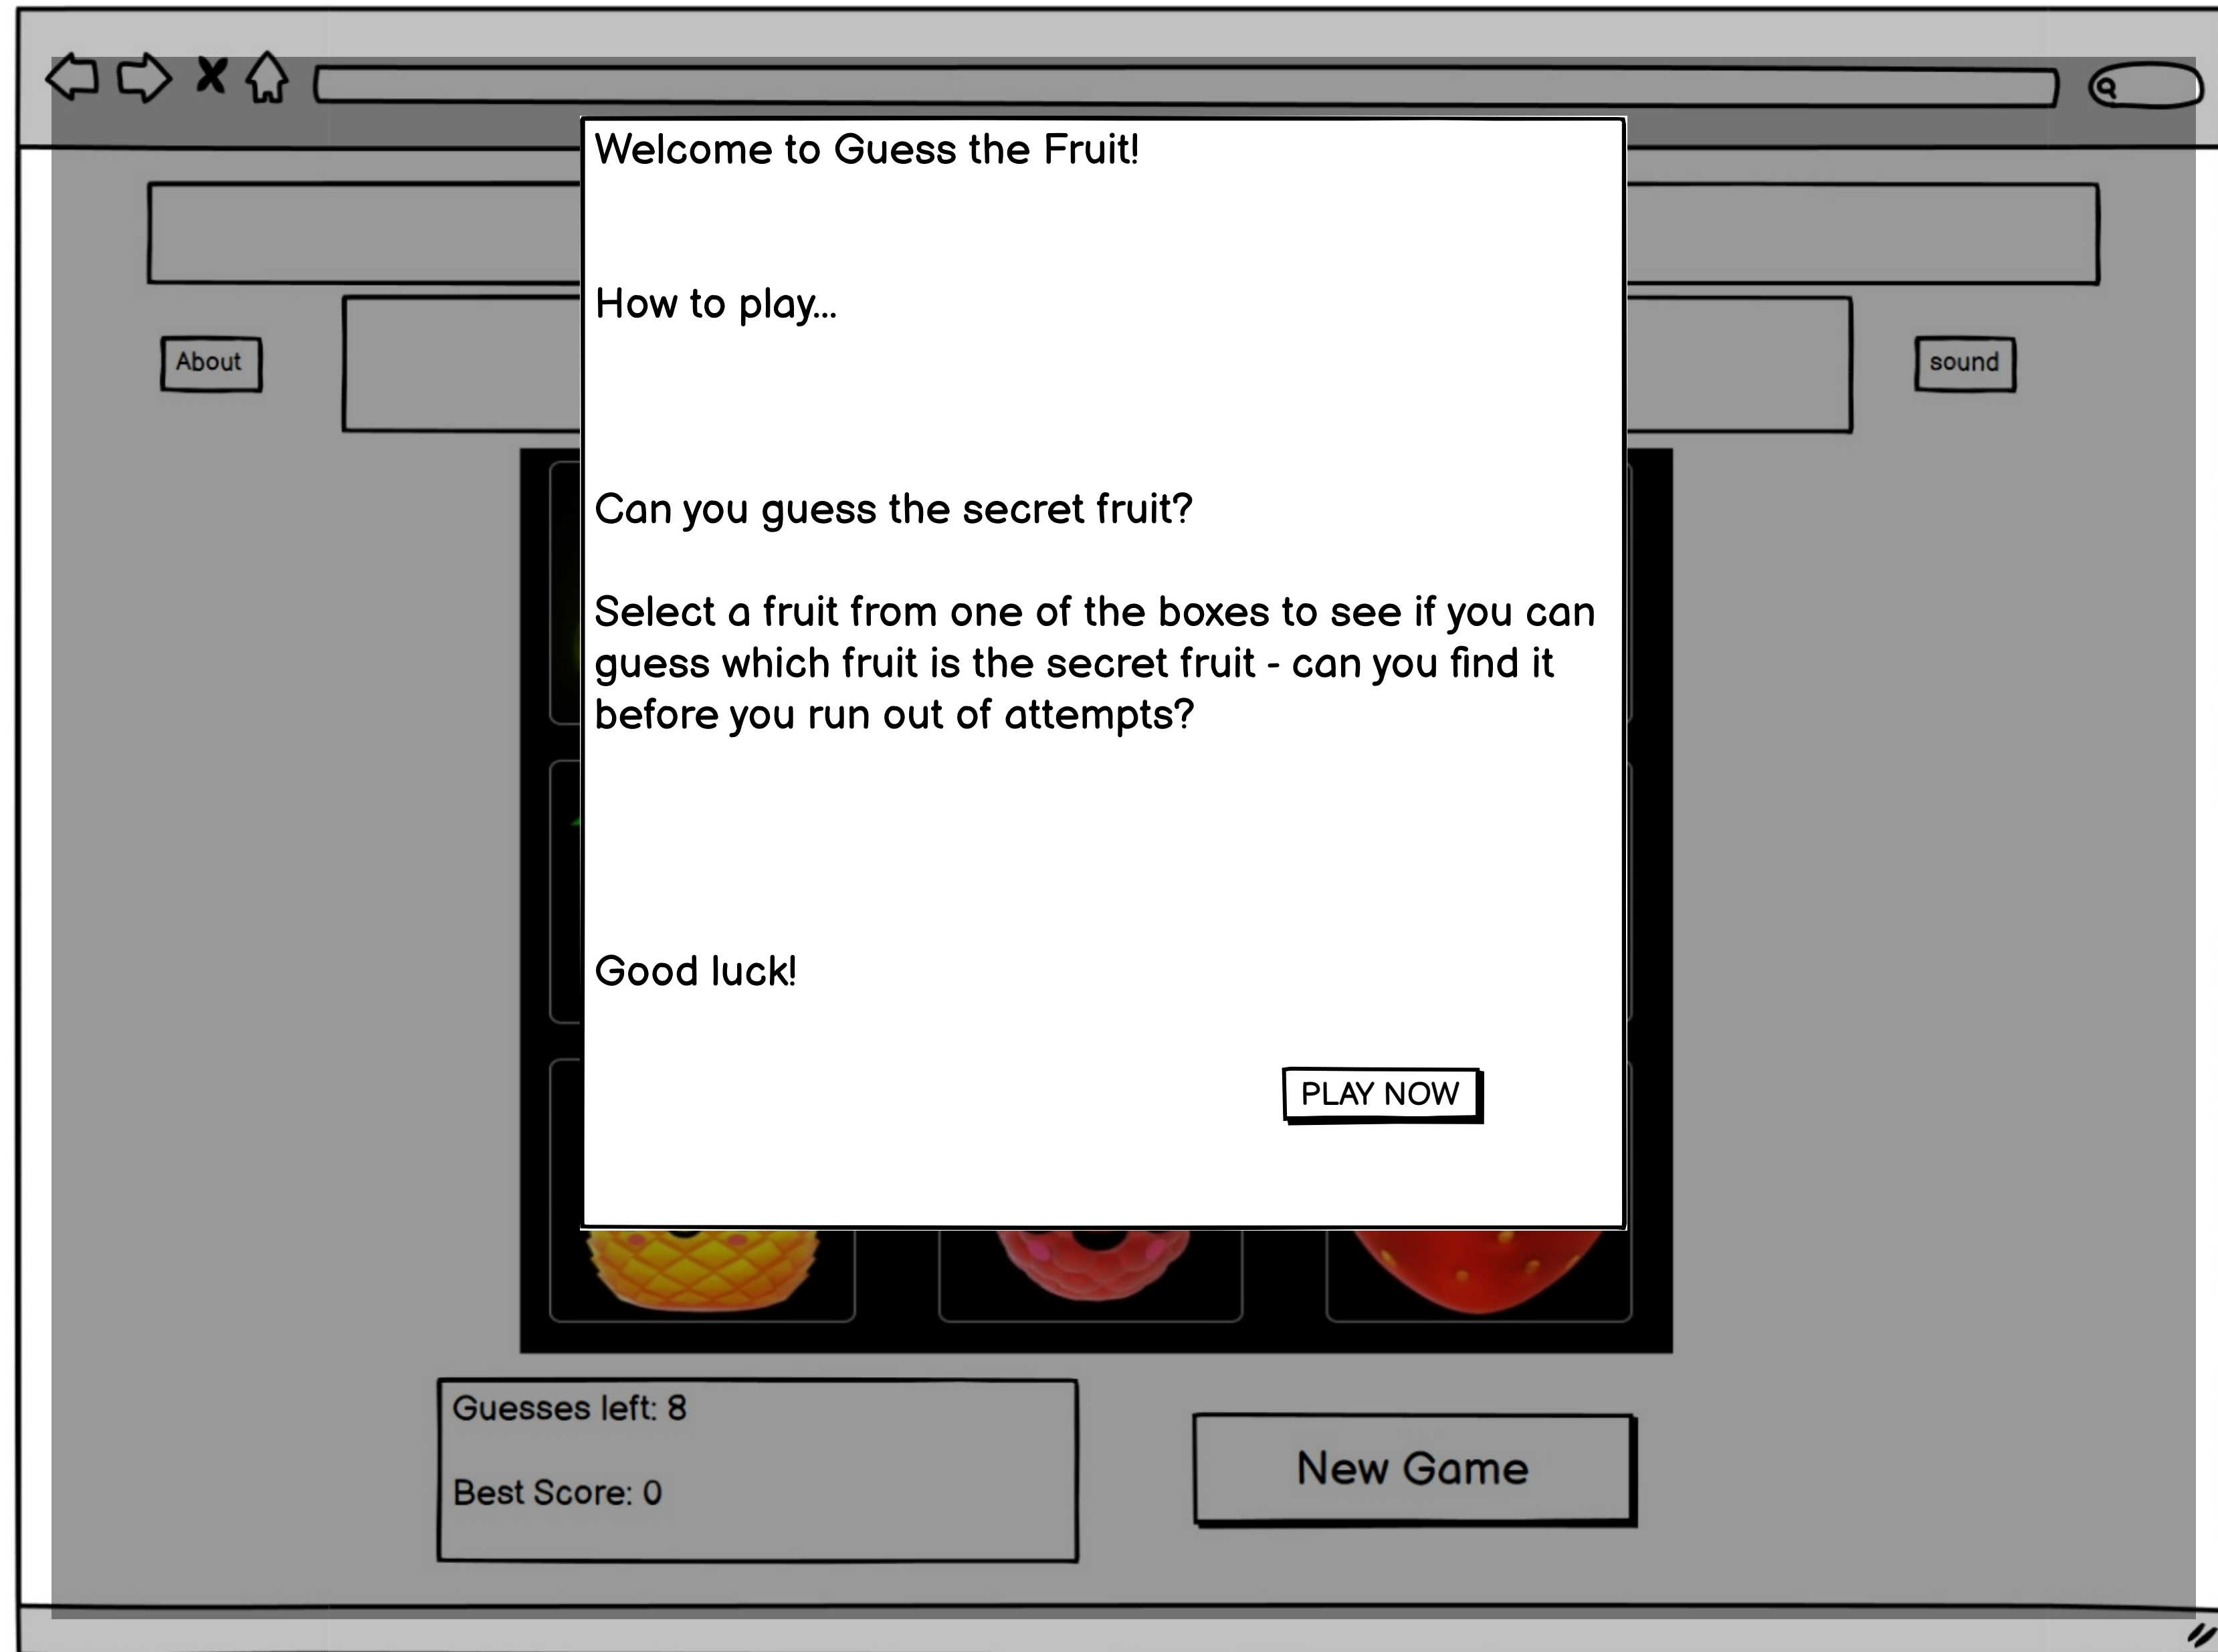 Welcome to Guess the Fruit!
How to play...
About
sound
Can you guess the secret fruit?
Select a fruit from one of the boxes to see if you can
guess which fruit is the secret fruit - can you find it
before you run out of attempts?
Good luck!
PLAY NOW
Guesses left: 8
Best Score: 0
New Game